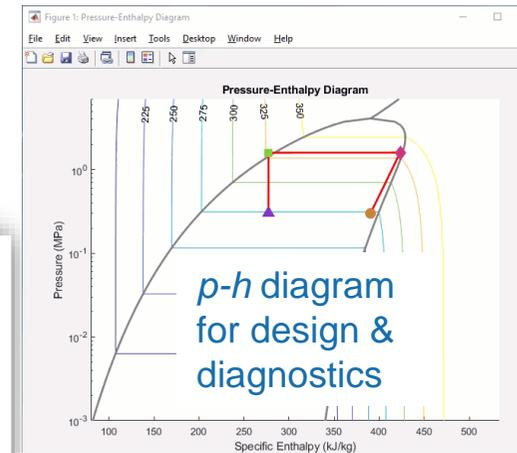 Figure 1: Pressure-Enthalpy Diagram
File Edit View Insert Tools Desktop Window Help
Pressure-Enthalpy Diagram
225 250 275 300 325 350
10^0
10^-1
10^-2
10^-3
Pressure (MPa)
p-h diagram
for design &
diagnostics
100 150 200 250 300 350 400 450 500
Specific Enthalpy (kJ/kg)